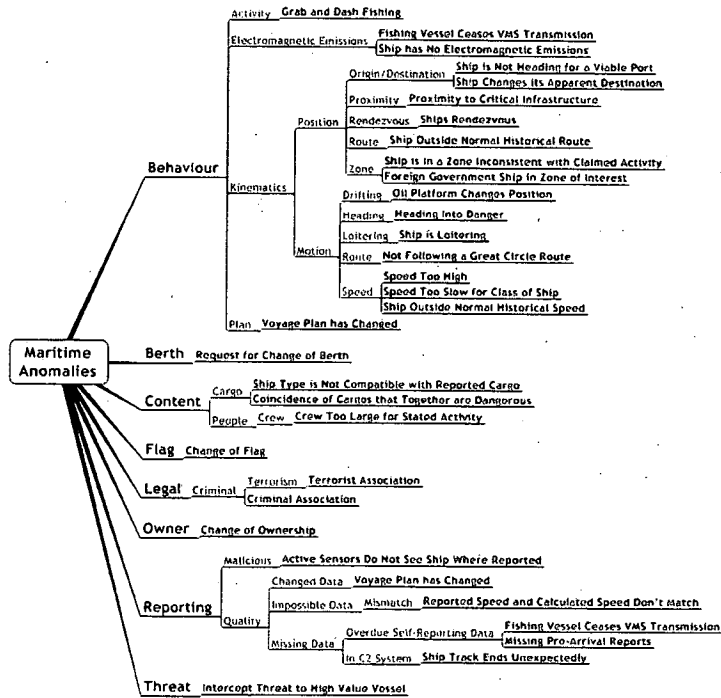 Activity Grab and Dash Fishing
Electromagnetic Emissions
Fishing Vessel Ceases VMS Transmission
Ship has No Electromagnetic Emissions
Origin/Destination
Ship is Not Heading for a Viable Port
Ship Changes its Apparent Destination
Proximity Proximity to Critical Infrastructure
Position
Rendezvous Ships Rendezvous
Route Ship Outside Normal Historical Route
Zone
Ship is in a Zone Inconsistent with Claimed Activity
Foreign Government Ship in Zone of Interest
Behaviour
Kinematics
Drifting Oil Platform Changes Position
Heading Heading Into Danger
Loitering Ship is Loitering
Motion
Route Not Following a Great Circle Route
Speed
Speed Too High
Speed Too Slow for Class of Ship
Ship Outside Normal Historical Speed
Plan Voyage Plan has Changed
Maritime
Anomalies
Berth Request for Change of Berth
Content
Cargo
Ship Type is Not Compatible with Reported Cargo
Coincidence of Cargos that Together are Dangerous
People Crew Crew Too Large for Stated Activity
Flag Change of Flag
Legal Criminal
Terrorism Terrorist Association
Criminal Association
Owner Change of Ownership
Reporting
Malicious Active Sensors Do Not See Ship Where Reported
Quality
Changed Data Voyage Plan has Changed
Impossible Data Mismatch Reported Speed and Calculated Speed Don't Match
Missing Data
Overdue Self-Reporting Data
Fishing Vessel Ceases VMS Transmission
Missing Pre-Arrival Reports
In C2 System Ship Track Ends Unexpectedly
Threat Intercept Threat to High Value Vessel